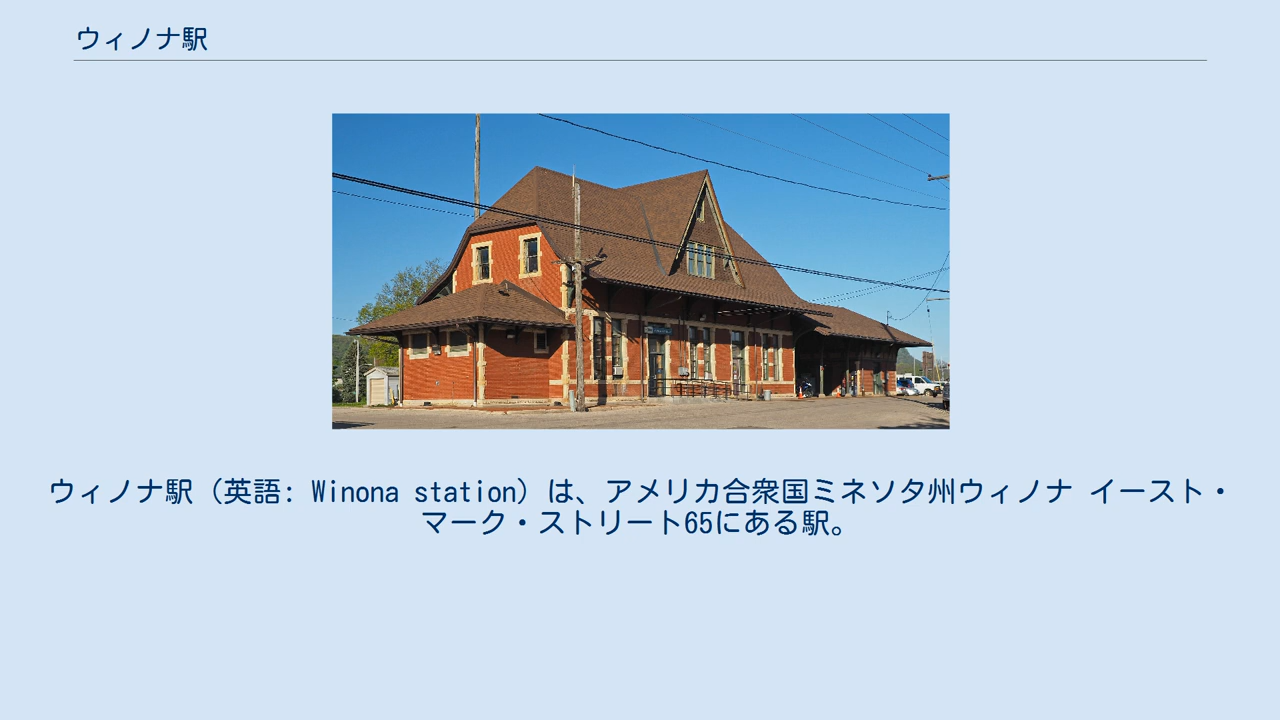 ウィノナ駅
ウィノナ駅（英語: Winona station）は、アメリカ合衆国ミネソタ州ウィノナ イースト・
マーク・ストリート65にある駅。